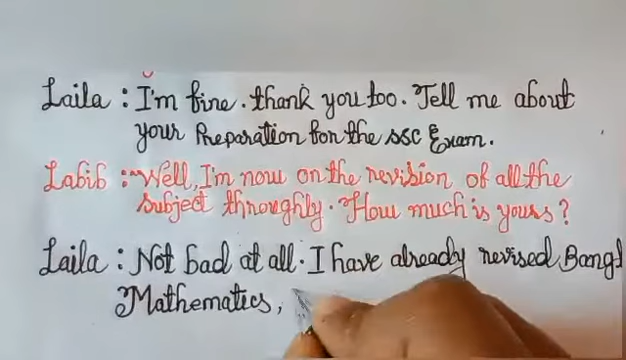 Laila : I'm fine. thank you too. Tell me about
your Preparation for the SSC Exam.
Labib : Well, I'm now on the revision of all the
subject throughly. How much is yours?
Laila : Not bad at all. I have already revised, Bangl
Mathematics,